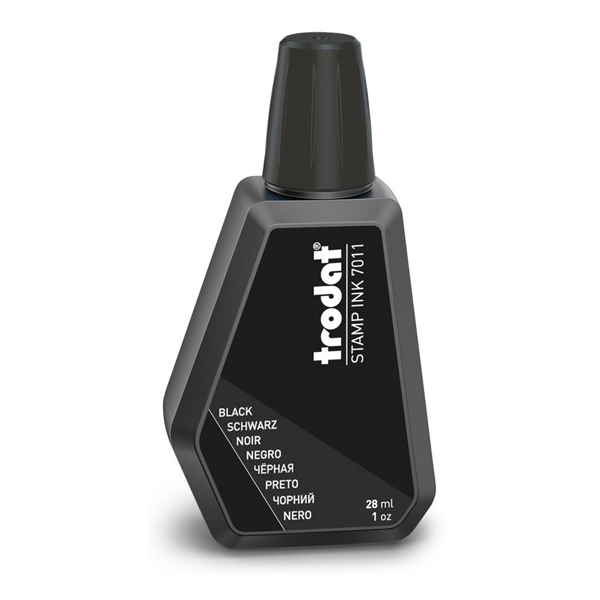 trodat®
STAMP INK 7011
BLACK
SCHWARZ
NOIR
NEGRO
ЧЁРНАЯ
PRETO
ЧОРНИЙ
NERO
28 ml
1 oz